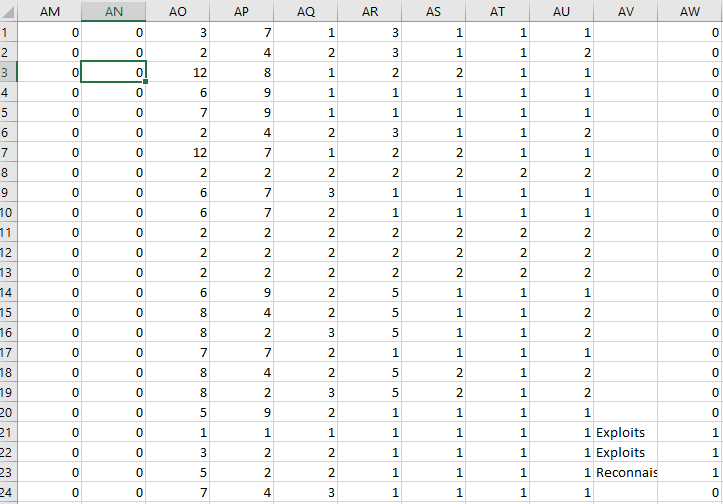 AM AN AO AP AQ AR AS AT AU AV AW
1 0 0 3 7 1 3 1 1 1 0
2 0 0 2 4 2 3 1 1 2 0
3 0 0 12 8 1 2 2 1 1 0
4 0 0 6 9 1 1 1 1 1 0
5 0 0 7 9 1 1 1 1 1 0
6 0 0 2 4 2 3 1 1 2 0
7 0 0 12 7 1 2 2 1 1 0
8 0 0 2 2 2 2 2 2 2 0
9 0 0 6 7 3 1 1 1 1 0
10 0 0 6 7 2 1 1 1 1 0
11 0 0 2 2 2 2 2 2 2 0
12 0 0 2 2 2 2 2 2 2 0
13 0 0 2 2 2 2 2 2 2 0
14 0 0 6 9 2 5 1 1 1 0
15 0 0 8 4 2 5 1 1 2 0
16 0 0 8 2 3 5 1 1 2 0
17 0 0 7 7 2 1 1 1 1 0
18 0 0 8 4 2 5 2 1 2 0
19 0 0 8 2 3 5 2 1 2 0
20 0 0 5 9 2 1 1 1 1 0
21 0 0 1 1 1 1 1 1 1 Exploits 1
22 0 0 3 2 2 1 1 1 1 Exploits 1
23 0 0 5 2 2 1 1 1 1 Reconnais 1
24 0 0 7 4 3 1 1 1 1 0